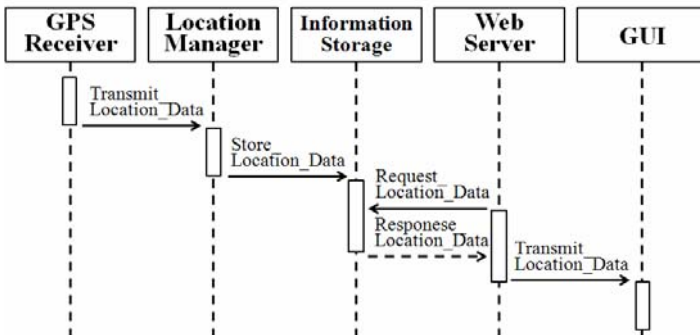 GPS
Receiver
Location
Manager
Information
Storage
Web
Server
GUI
Transmit_
Location_Data
Store_
Location_Data
Request_
Location_Data
Responese_
Location_Data
Transmit_
Location_Data